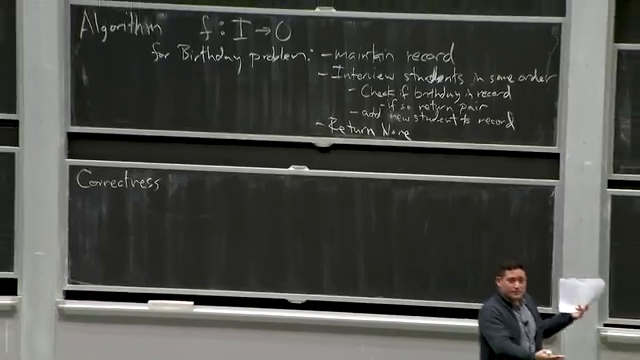 Algorithm f: I → O
for Birthday problem: - maintain record
- Interview students in some order
- Check if birthday in record
- if so return pair
- add new student to record
- Return None
Correctness